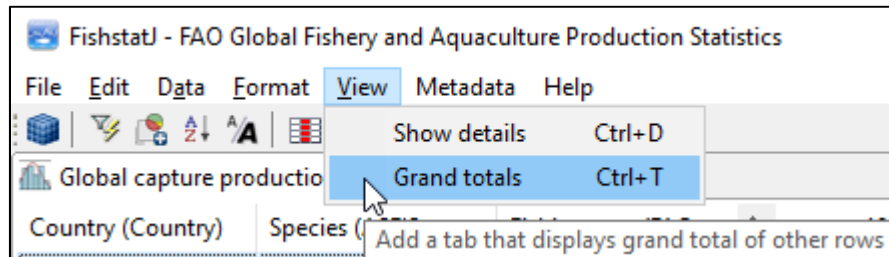 FishstatJ - FAO Global Fishery and Aquaculture Production Statistics
File Edit Data Format View Metadata Help
Show details Ctrl+D
Global capture productio Grand totals Ctrl+T
Country (Country) Species (
Add a tab that displays grand total of other rows